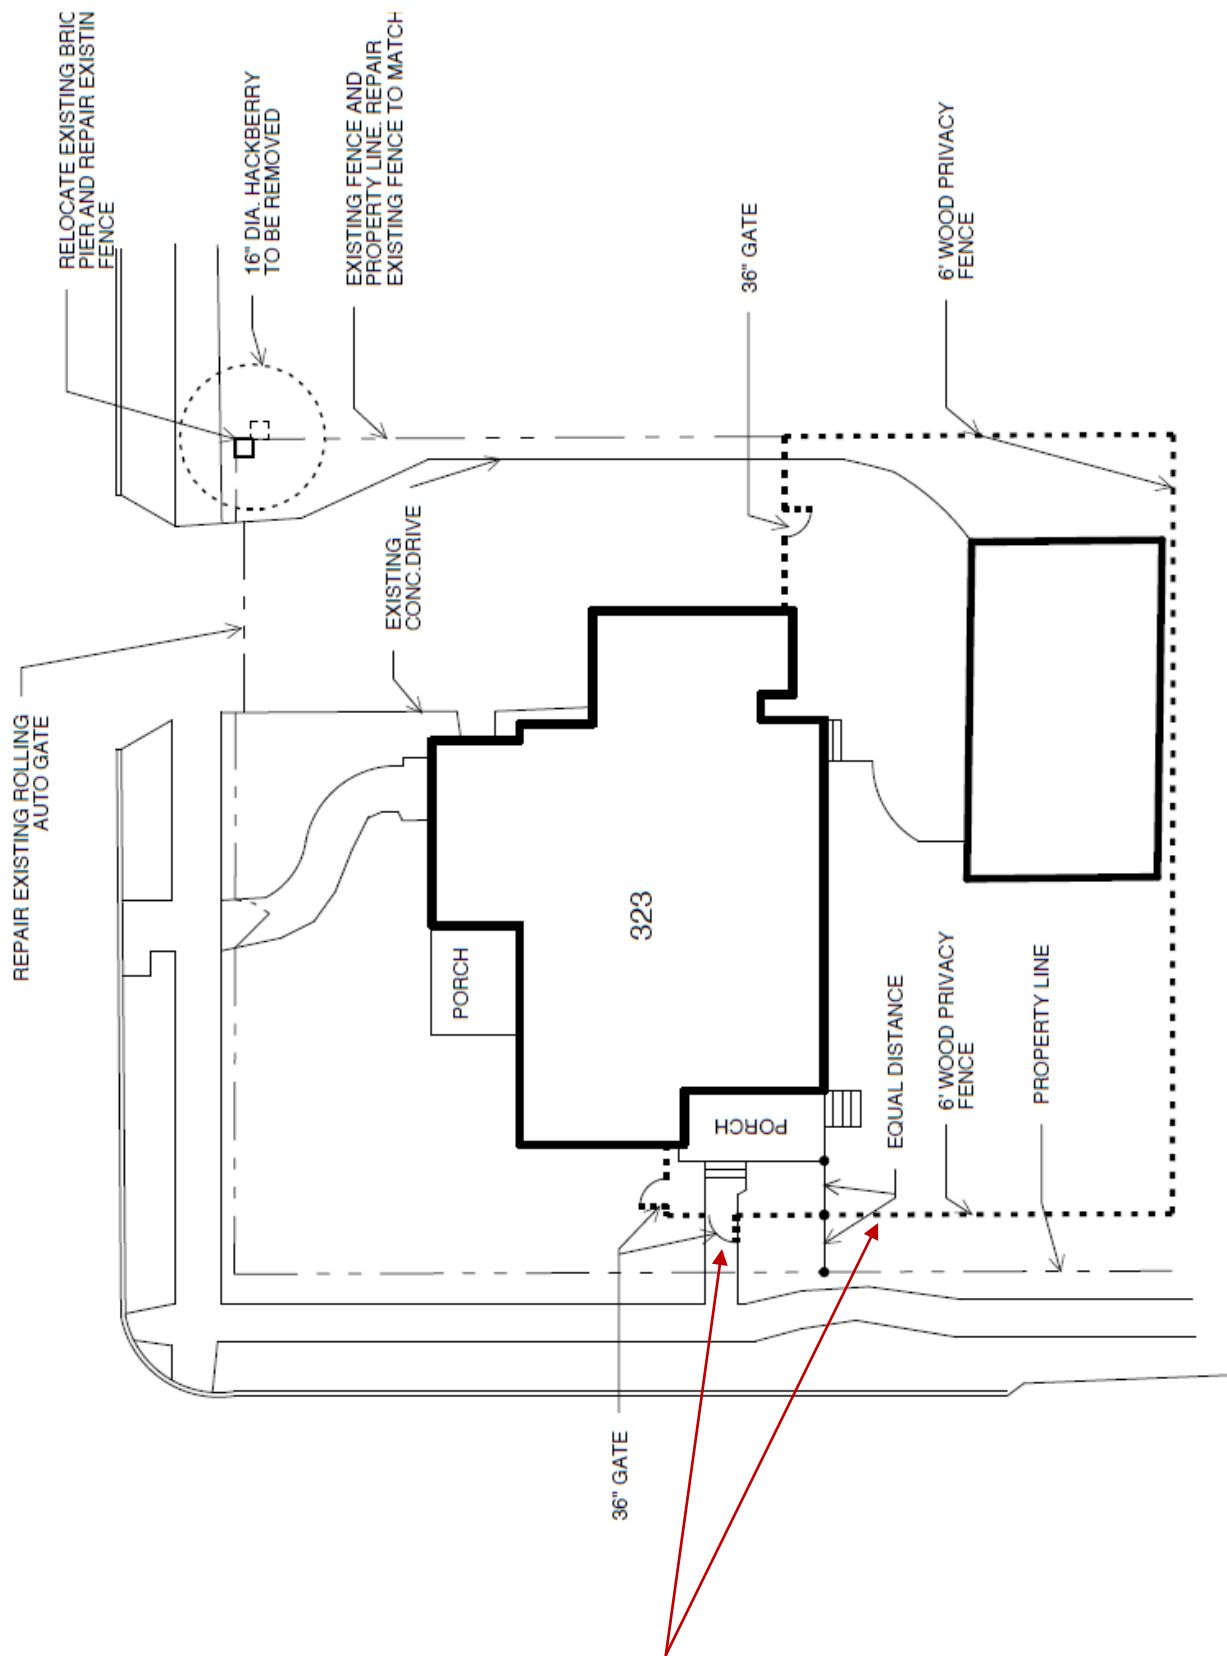 RELOCATE EXISTING BRIC
PIER AND REPAIR EXISTIN
FENCE
16" DIA. HACKBERRY
TO BE REMOVED
EXISTING FENCE AND
PROPERTY LINE. REPAIR
EXISTING FENCE TO MATCH
36" GATE
6' WOOD PRIVACY
FENCE
REPAIR EXISTING ROLLING
AUTO GATE
EXISTING
CONC.DRIVE
PORCH
323
PORCH
EQUAL DISTANCE
6' WOOD PRIVACY
FENCE
PROPERTY LINE
36" GATE